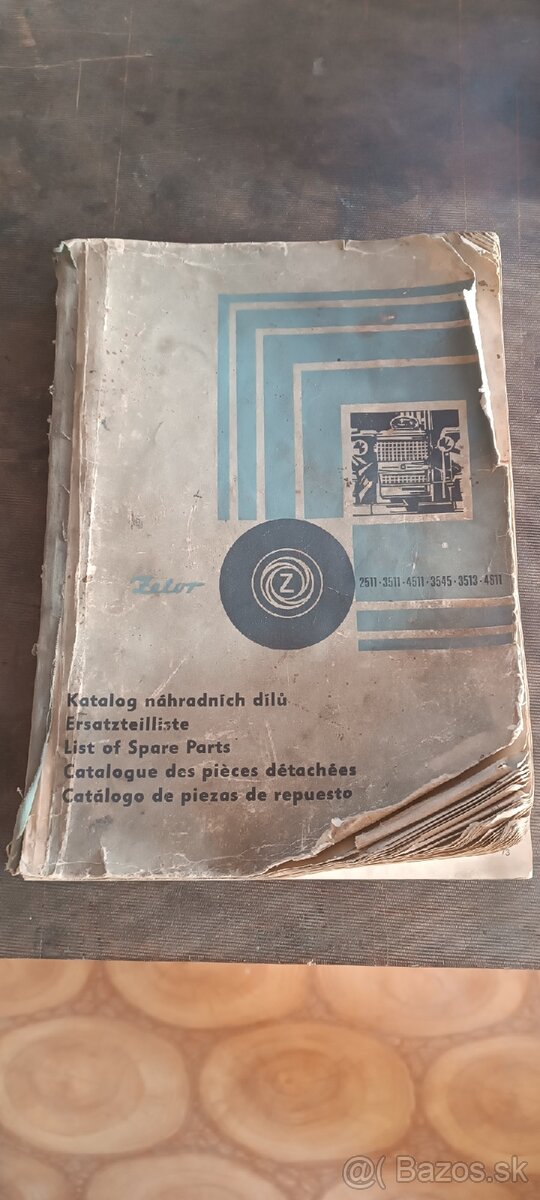 Zetor
Z
2511·3511·4511·3545·3513·4611
Katalog náhradních dílů
Ersatzteilliste
List of Spare Parts
Catalogue des pièces détachées
Catálogo de piezas de repuesto
@( Bazos.sk